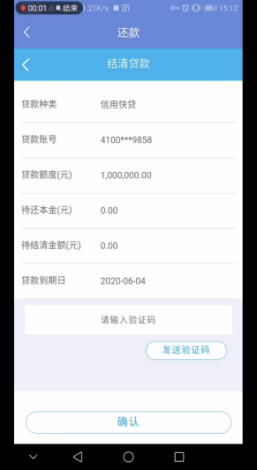 00:01 ■ 结束 .21K/s 15:12
还款
结清贷款
贷款种类 信用快贷
贷款账号 4100***9858
贷款额度(元) 1,000,000.00
待还本金(元) 0.00
待结清金额(元) 0.00
贷款到期日 2020-06-04
请输入验证码
发送验证码
确认